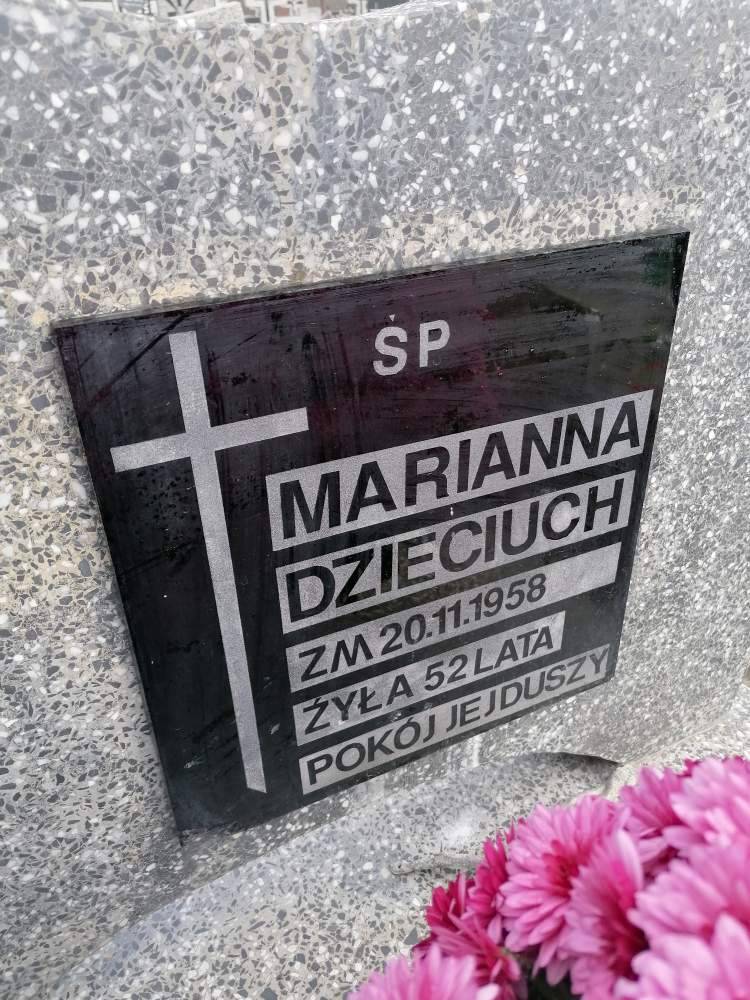 ŚP
MARIANNA
DZIECIUCH
ZM 20.11.1958
ŻYŁA 52 LATA
POKÓJ JEJ DUSZY